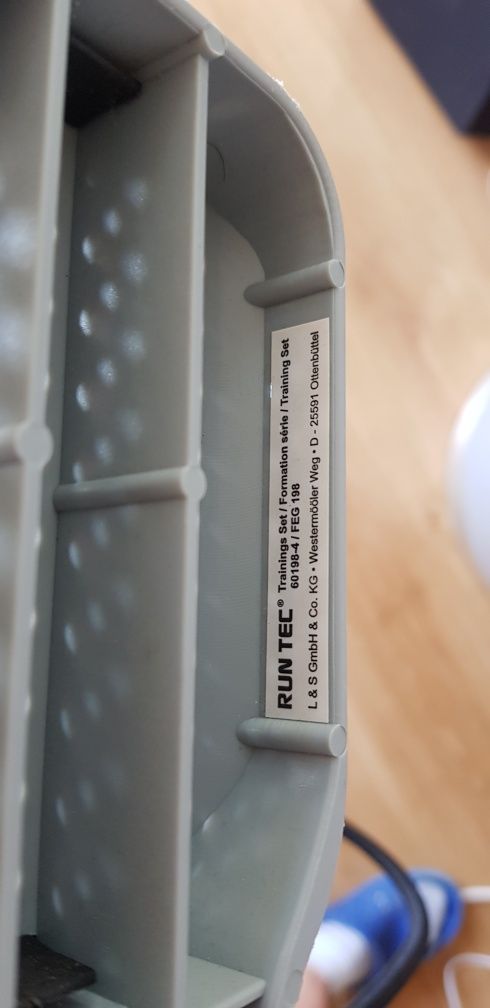 RUN TEC® Trainings Set / Formation série / Training Set
60198-4 / FEG 198
L & S GmbH & Co. KG • Westermööler Weg • D - 25591 Ottenbüttel